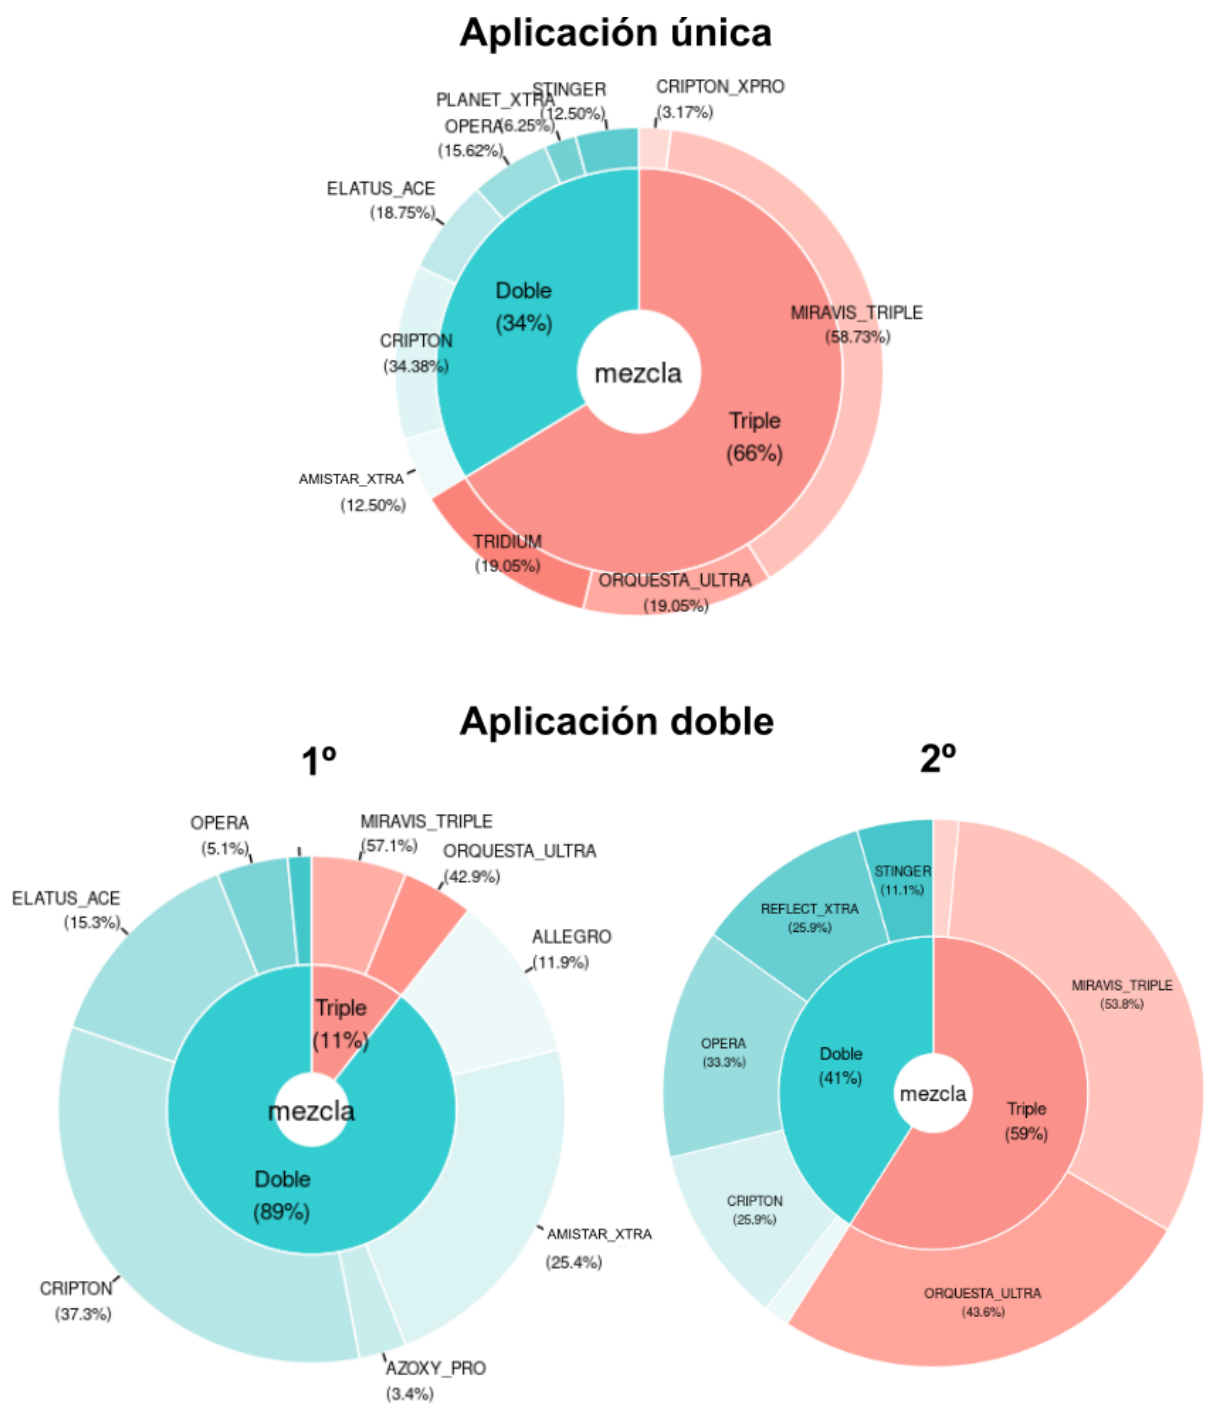 Aplicación única
STINGER
(12.50%)
CRIPTON_XPRO
(3.17%)
PLANET_XTRA
(6.25%)
OPERA
(15.62%)
ELATUS_ACE
(18.75%)
Doble
(34%)
MIRAVIS_TRIPLE
(58.73%)
CRIPTON
(34.38%)
mezcla
Triple
(66%)
AMISTAR_XTRA
(12.50%)
TRIDIUM
(19.05%)
ORQUESTA_ULTRA
(19.05%)
Aplicación doble
1º
OPERA
(5.1%)
MIRAVIS_TRIPLE
(57.1%)
ORQUESTA_ULTRA
(42.9%)
ELATUS_ACE
(15.3%)
ALLEGRO
(11.9%)
Triple
(11%)
mezcla
Doble
(89%)
AMISTAR_XTRA
(25.4%)
CRIPTON
(37.3%)
AZOXY_PRO
(3.4%)
2º
STINGER
(11.1%)
REFLECT_XTRA
(25.9%)
MIRAVIS_TRIPLE
(53.8%)
OPERA
(33.3%)
Doble
(41%)
mezcla
Triple
(59%)
CRIPTON
(25.9%)
ORQUESTA_ULTRA
(43.6%)